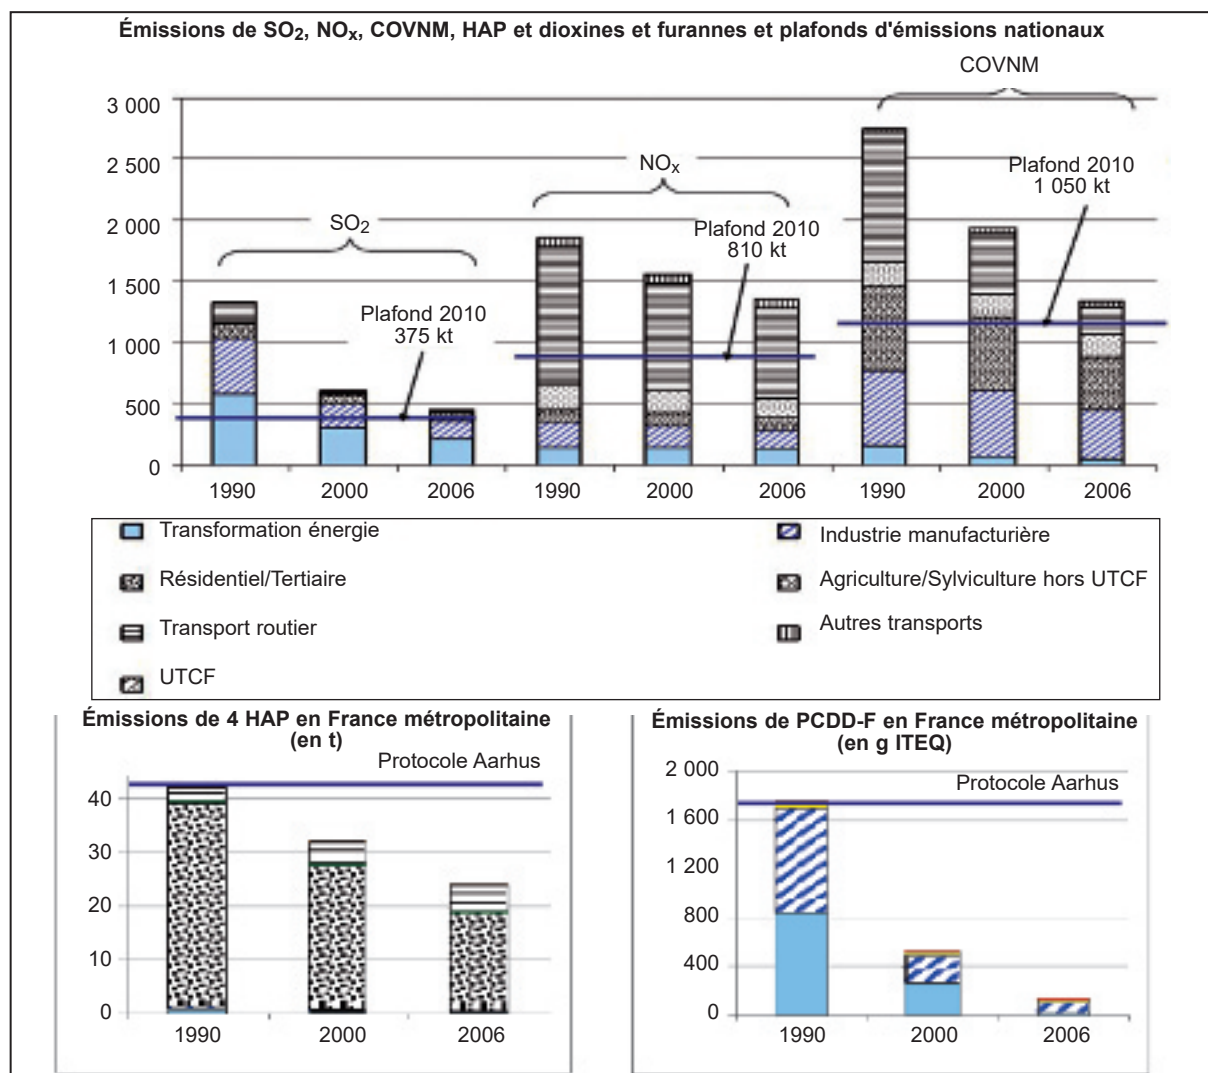 Émissions de SO2, NOx, COVNM, HAP et dioxines et furannes et plafonds d'émissions nationaux
COVNM
3 000
2 500
2 000
1 500
1 000
500
0
NOx
Plafond 2010
1 050 kt
SO2
Plafond 2010
810 kt
Plafond 2010
375 kt
1990 2000 2006 1990 2000 2006 1990 2000 2006
Transformation énergie
Industrie manufacturière
Résidentiel/Tertiaire
Agriculture/Sylviculture hors UTCF
Transport routier
Autres transports
UTCF
Émissions de 4 HAP en France métropolitaine
(en t)
Protocole Aarhus
40
30
20
10
0
1990 2000 2006
Émissions de PCDD-F en France métropolitaine
(en g ITEQ)
2 000
Protocole Aarhus
1 600
1 200
800
400
0
1990 2000 2006